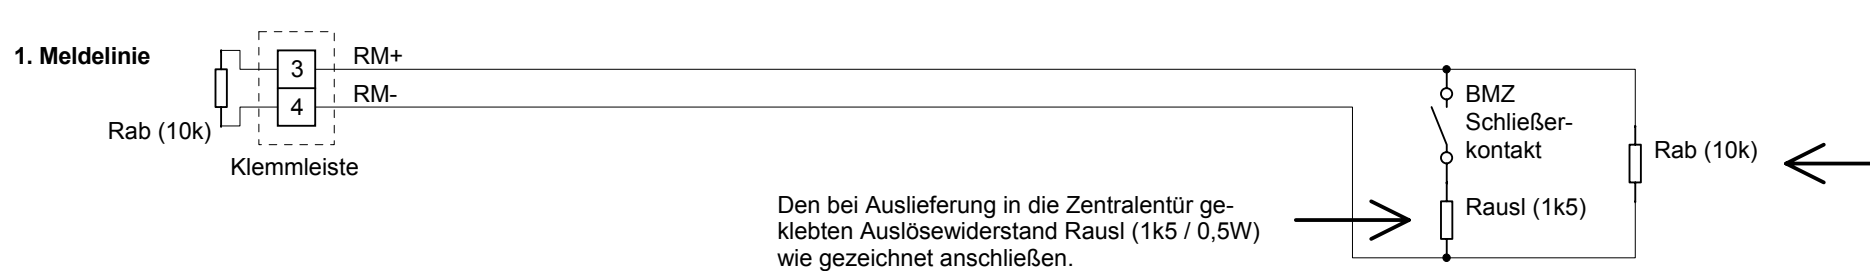 1. Meldelinie
3
RM+
4
RM-
Rab (10k)
Klemmleiste
BMZ
Schließer-
kontakt
Rab (10k)
Rausl (1k5)
Den bei Auslieferung in die Zentralentür ge-
klebten Auslösewiderstand Rausl (1k5 / 0,5W)
wie gezeichnet anschließen.